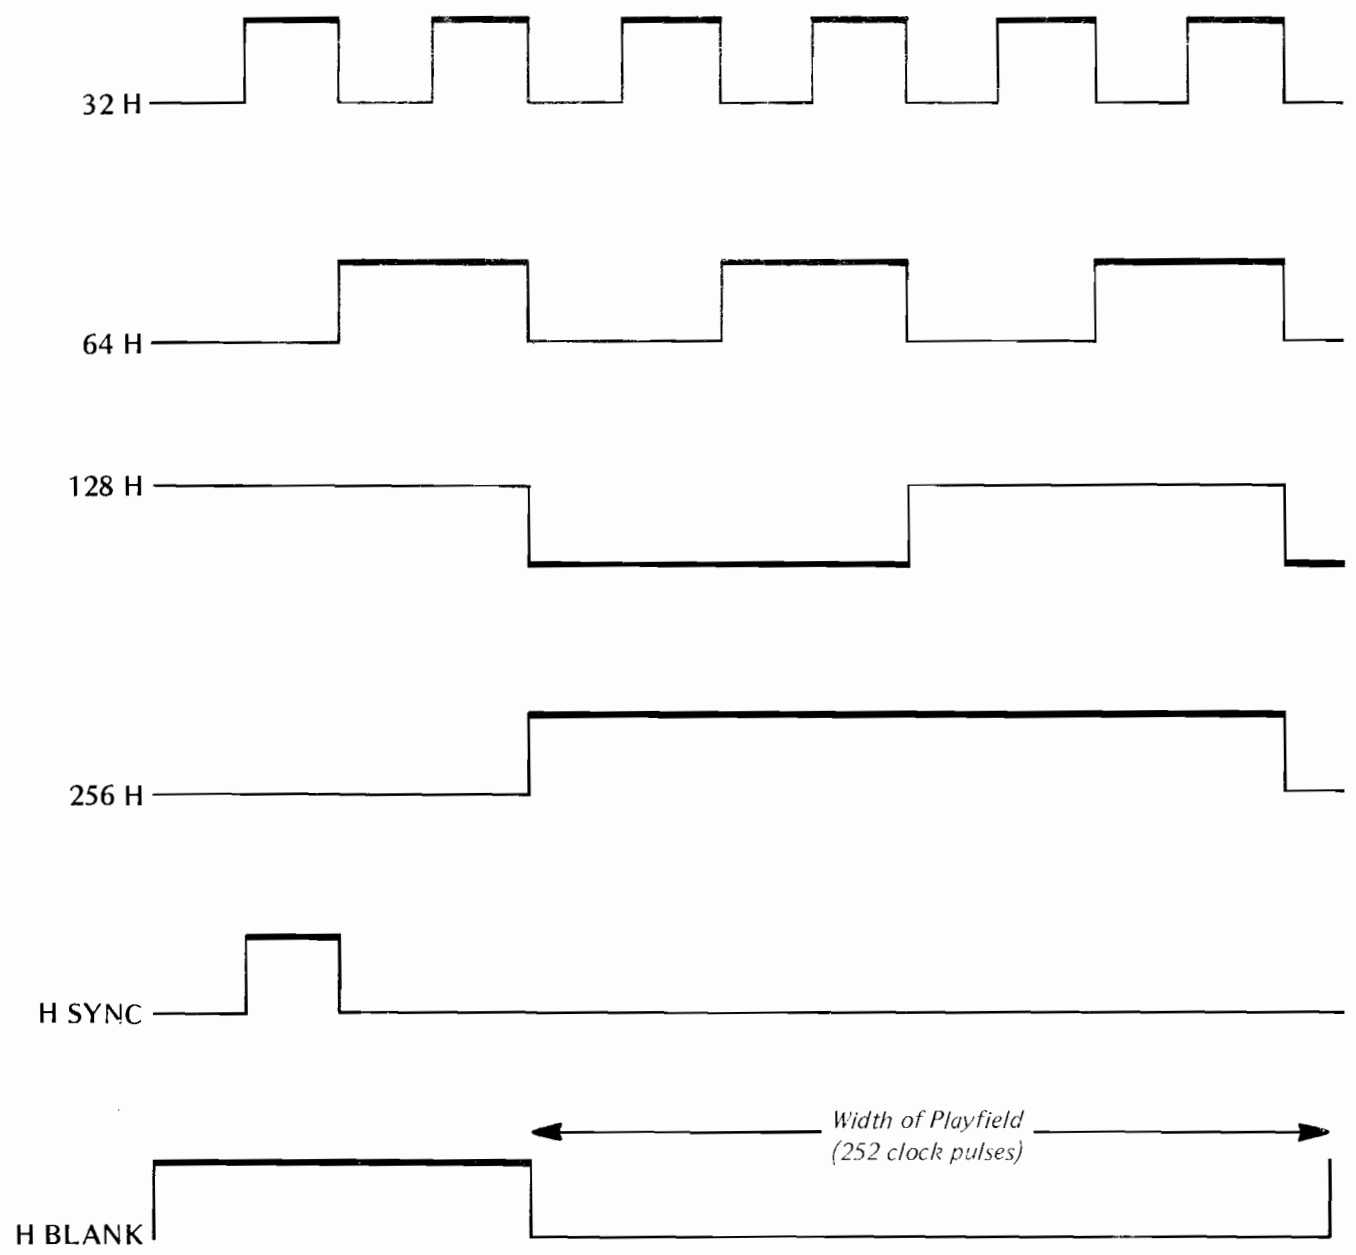 32 H
64 H
128 H
256 H
H SYNC
Width of Playfield
(252 clock pulses)
H BLANK